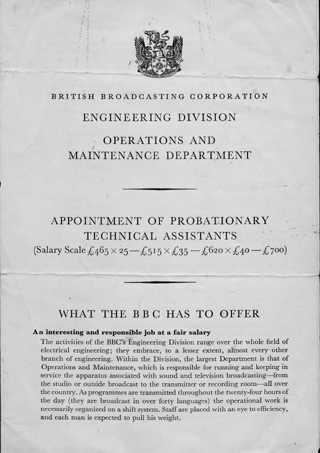 BRITISH BROADCASTING CORPORATION
ENGINEERING DIVISION
OPERATIONS AND
MAINTENANCE DEPARTMENT
APPOINTMENT OF PROBATIONARY
TECHNICAL ASSISTANTS
(Salary Scale £465 × 25 — £515 × £35 — £620 × £40 — £700)
WHAT THE BBC HAS TO OFFER
An interesting and responsible job at a fair salary
The activities of the BBC's Engineering Division range over the whole field of
electrical engineering; they embrace, to a lesser extent, almost every other
branch of engineering. Within the Division, the largest Department is that of
Operations and Maintenance, which is responsible for running and keeping in
service the apparatus associated with sound and television broadcasting—from
the studio or outside broadcast to the transmitter or recording room—all over
the country. As programmes are transmitted throughout the twenty-four hours of
the day (they are broadcast in over forty languages) the operational work is
necessarily organized on a shift system. Staff are placed with an eye to efficiency,
and each man is expected to pull his weight.